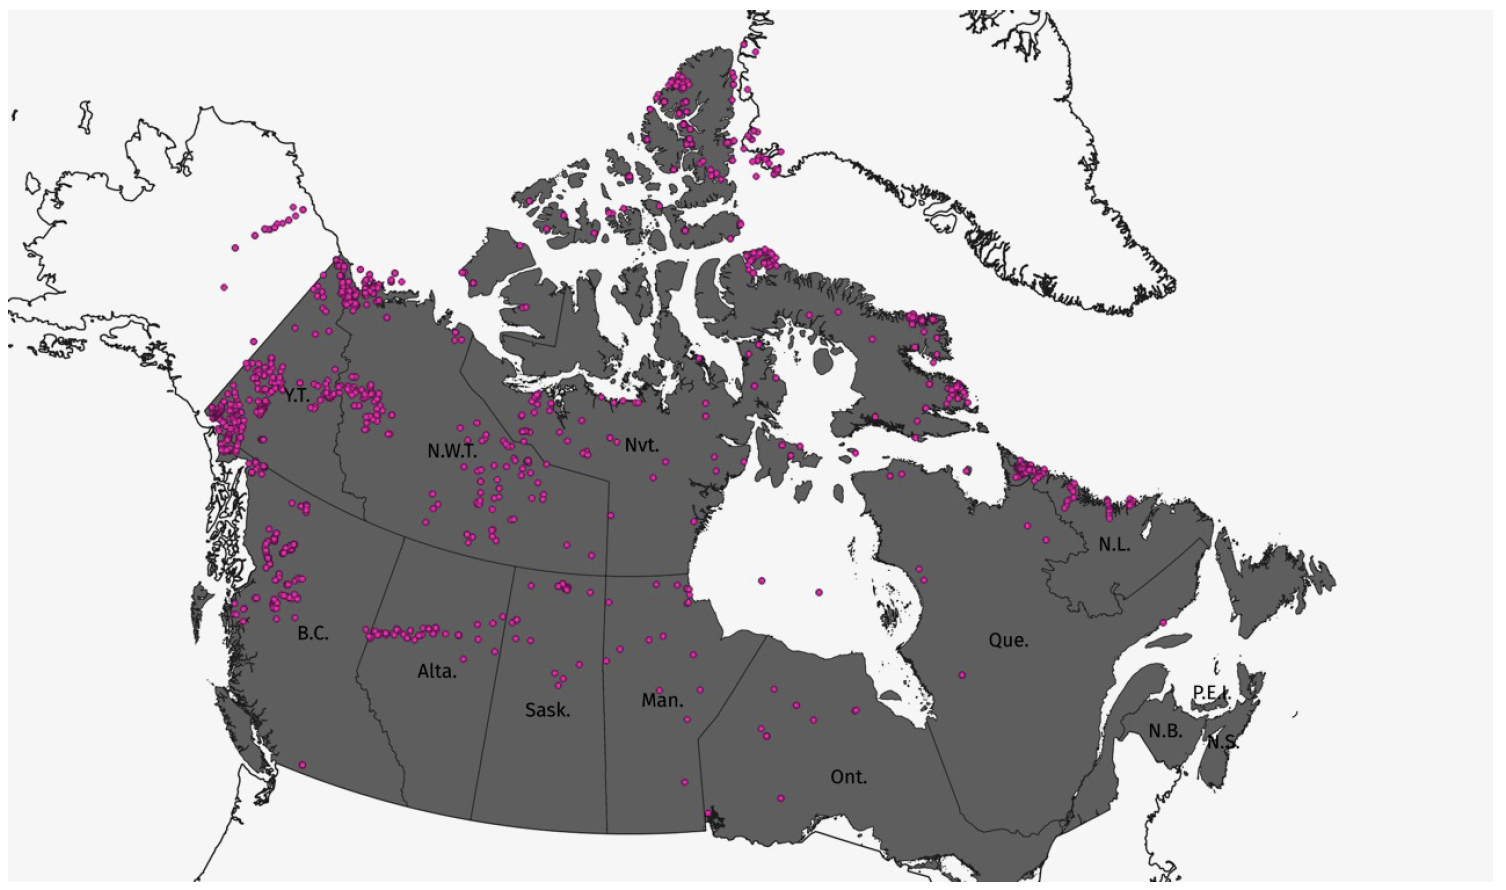 Y.T.
N.W.T.
Nvt.
N.L.
B.C.
Que.
Alta.
P.E.I.
Man.
Sask.
N.B.
N.S.
Ont.